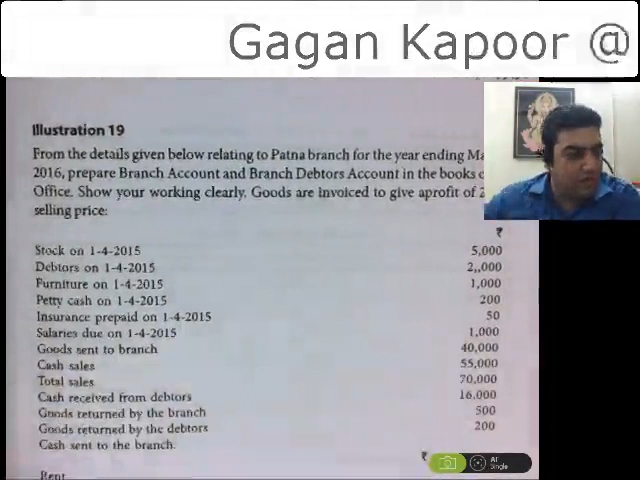 Gagan Kapoor @
Illustration 19
From the details given below relating to Patna branch for the year ending
2016, prepare Branch Account and Branch Debtors Account in the books
Office. Show your working clearly. Goods are invoiced to give aprofit of
selling price:
₹
Stock on 1-4-2015 5,000
Debtors on 1-4-2015 2,,000
Furniture on 1-4-2015 1,000
Petty cash on 1-4-2015 200
Insurance prepaid on 1-4-2015 50
Salaries due on 1-4-2015 1,000
Goods sent to branch 40,000
Cash sales 55,000
Total sales 70,000
Cash received from debtors 16,000
Goods returned by the branch 500
Goods returned by the debtors 200
Cash sent to the branch.
₹
AF
Single
Rent